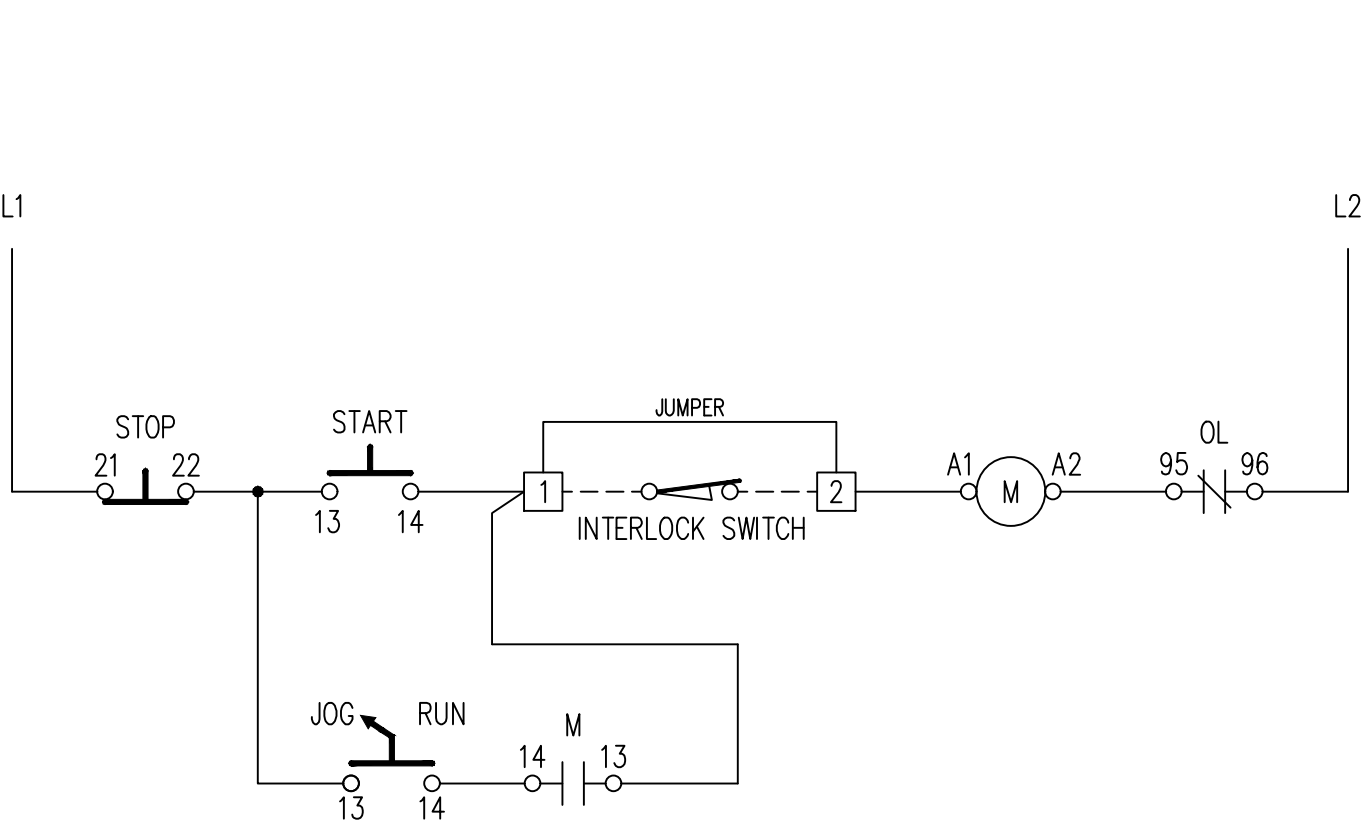 L1
L2
JUMPER
STOP
START
OL
21
22
A1
A2
95
96
1
2
M
13
14
INTERLOCK SWITCH
JOG
RUN
M
14
13
13
14